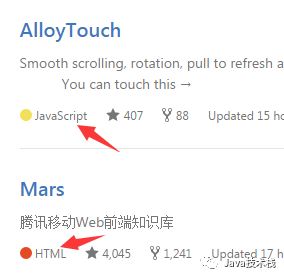 AlloyTouch
Smooth scrolling, rotation, pull to refresh a
You can touch this →
JavaScript 407 88 Updated 15 ho
Mars
腾讯移动Web前端知识库
HTML 4,045 1,241 Updated 17 h
Java技术栈